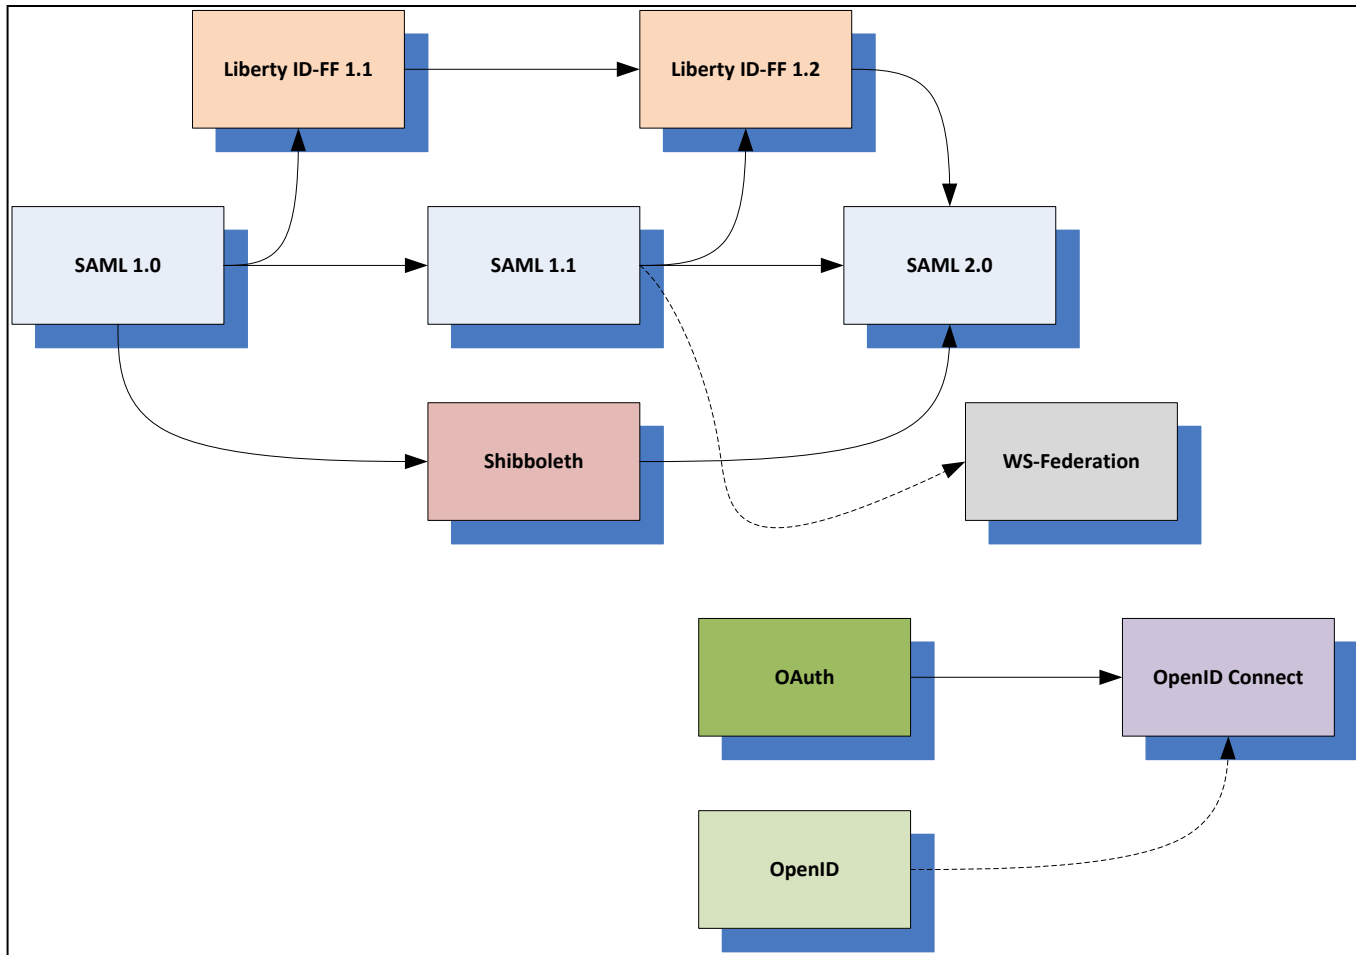 Liberty ID-FF 1.1
Liberty ID-FF 1.2
SAML 1.0
SAML 1.1
SAML 2.0
Shibboleth
WS-Federation
OAuth
OpenID Connect
OpenID